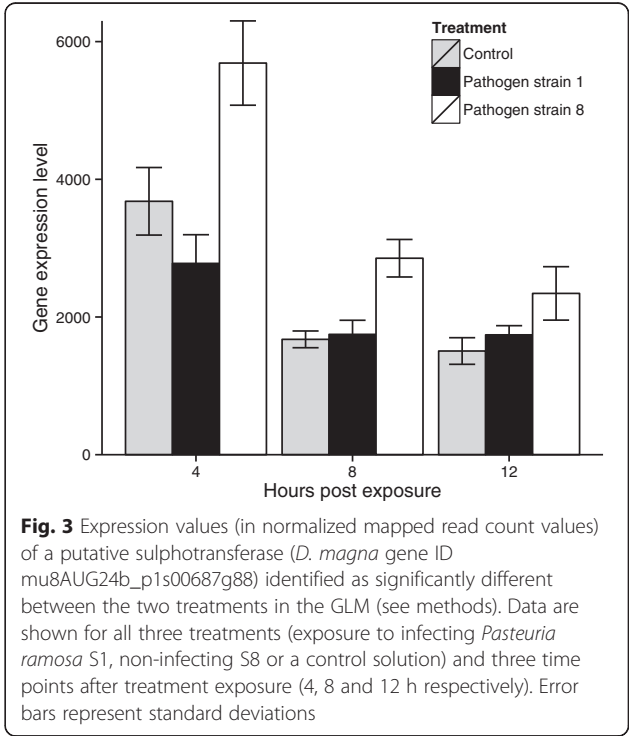 Treatment
Control
Pathogen strain 1
Pathogen strain 8
Gene expression level
6000
4000
2000
0
4 8 12
Hours post exposure
Fig. 3 Expression values (in normalized mapped read count values)
of a putative sulphotransferase (D. magna gene ID
mu8AUG24b_p1s00687g88) identified as significantly different
between the two treatments in the GLM (see methods). Data are
shown for all three treatments (exposure to infecting Pasteuria
ramosa S1, non-infecting S8 or a control solution) and three time
points after treatment exposure (4, 8 and 12 h respectively). Error
bars represent standard deviations